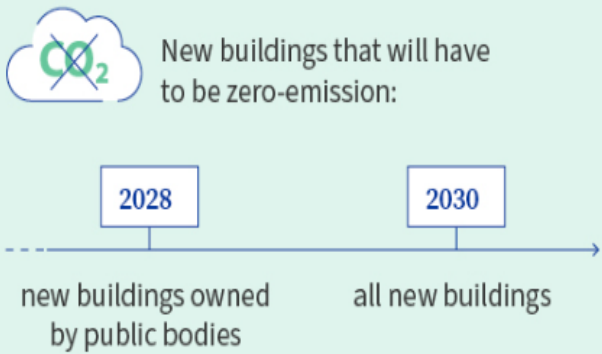 CO₂
New buildings that will have
to be zero-emission:
2028
2030
new buildings owned
by public bodies
all new buildings